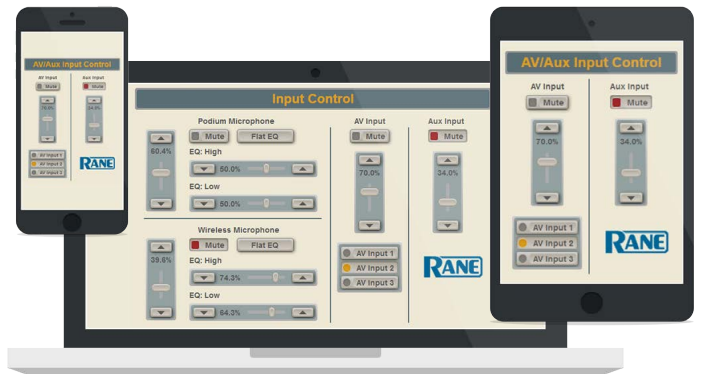 AV/Aux Input Control
AV Input
Aux Input
Mute
Mute
70.0%
34.0%
AV Input 1
AV Input 2
RANE
Input Control
Podium Microphone
Mute
Flat EQ
60.4%
EQ: High
50.0%
EQ: Low
50.0%
Wireless Microphone
Mute
Flat EQ
39.6%
EQ: High
74.3%
EQ: Low
64.3%
AV Input
Mute
70.0%
AV Input 1
AV Input 2
AV Input 3
Aux Input
Mute
34.0%
RANE
AV/Aux Input Control
AV Input
Aux Input
Mute
Mute
70.0%
34.0%
AV Input 1
AV Input 2
AV Input 3
RANE